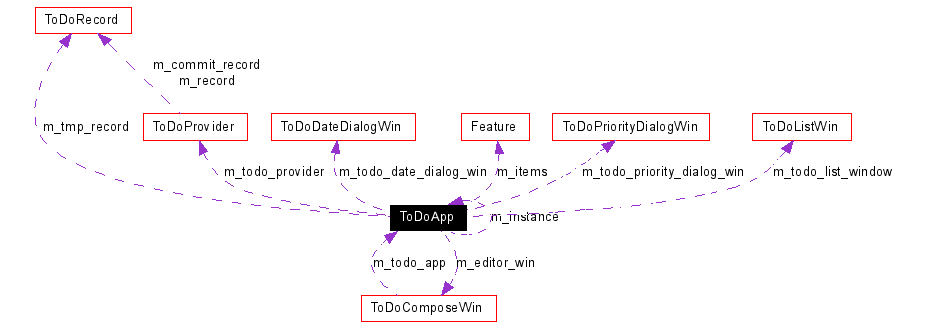 ToDoRecord
m_commit_record
m_record
m_tmp_record
ToDoProvider
ToDoDateDialogWin
Feature
ToDoPriorityDialogWin
ToDoListWin
m_todo_provider
m_todo_date_dialog_win
m_items
m_todo_priority_dialog_win
m_todo_list_window
ToDoApp
m_instance
m_todo_app
m_editor_win
ToDoComposeWin